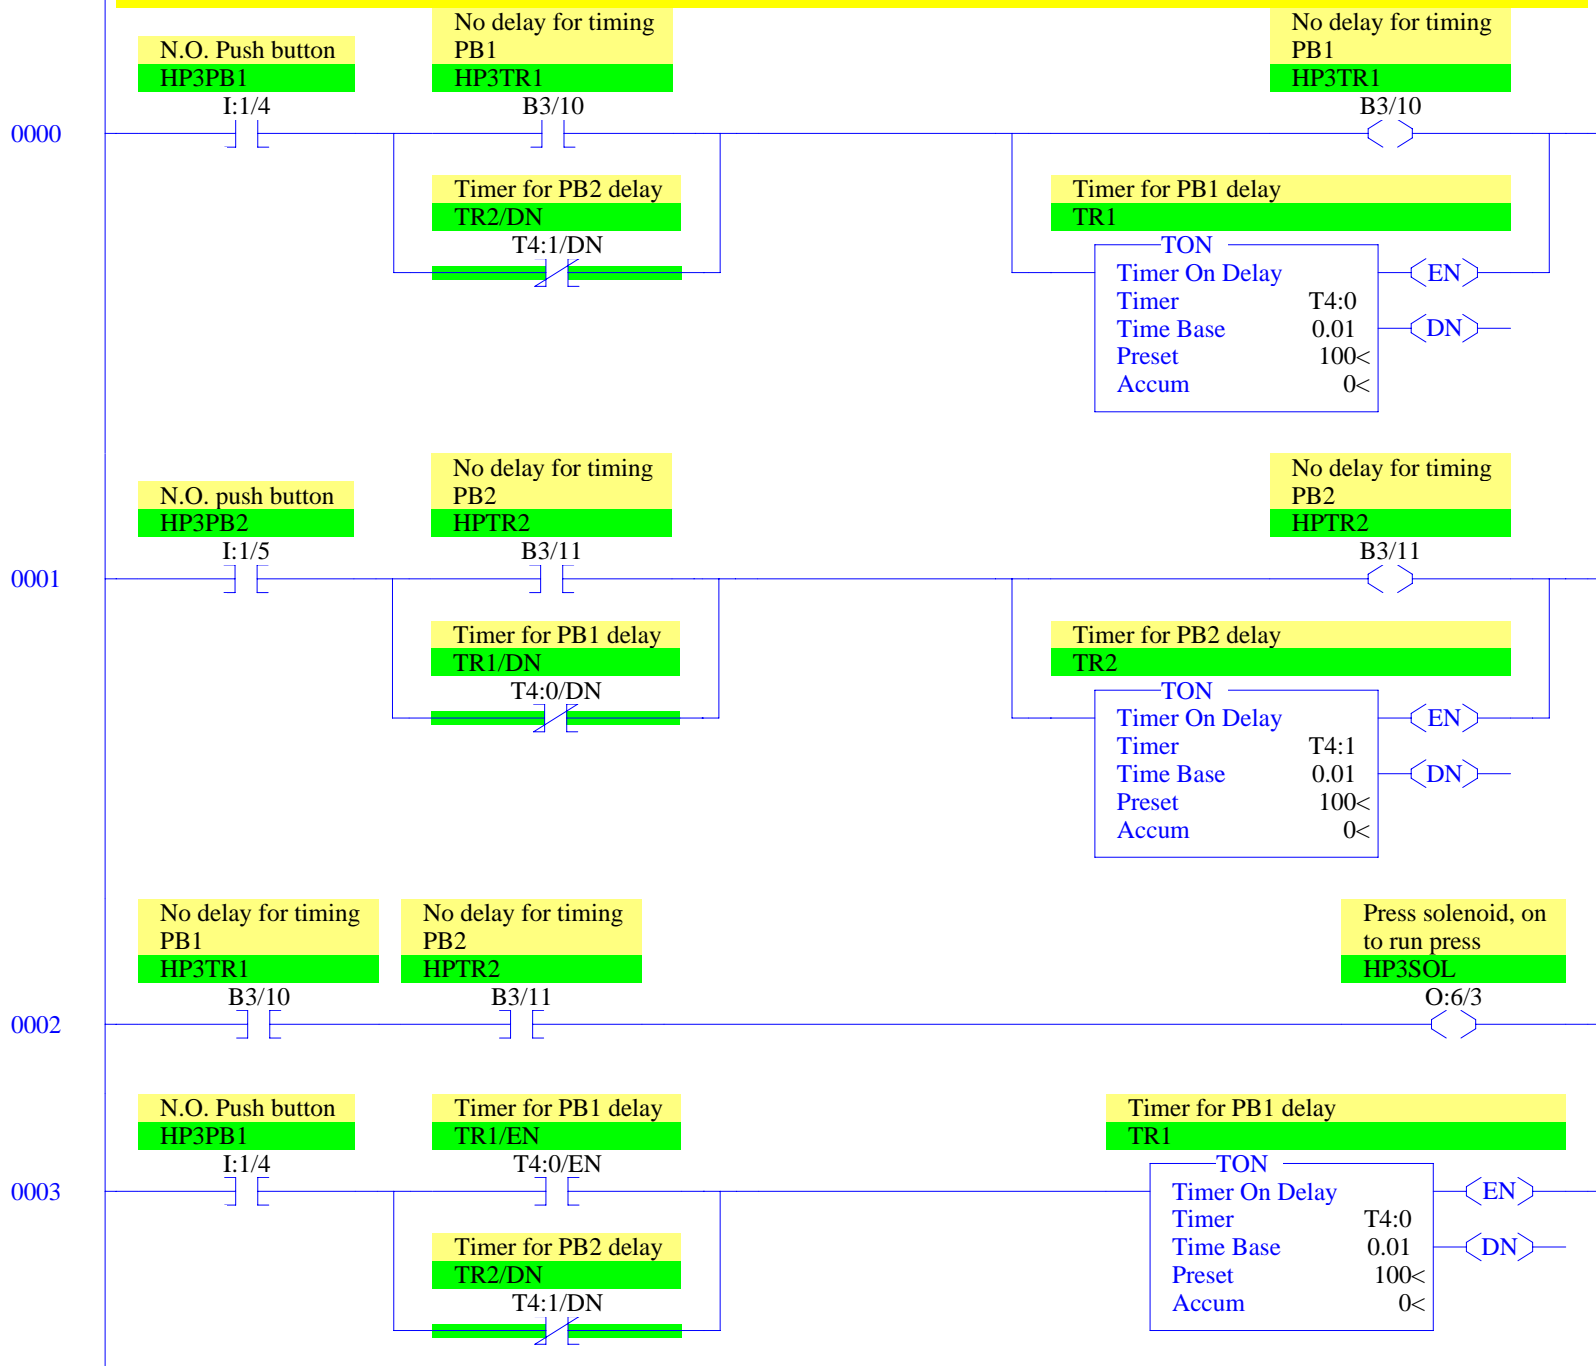 No delay for timing
PB1
HP3TR1
B3/10
No delay for timing
PB1
HP3TR1
B3/10
N.O. Push button
HP3PB1
I:1/4
0000
Timer for PB2 delay
TR2/DN
T4:1/DN
Timer for PB1 delay
TR1
TON
Timer On Delay
EN
Timer T4:0
Time Base 0.01
DN
Preset 100<
Accum 0<
No delay for timing
PB2
HPTR2
B3/11
No delay for timing
PB2
HPTR2
B3/11
N.O. push button
HP3PB2
I:1/5
0001
Timer for PB1 delay
TR1/DN
T4:0/DN
Timer for PB2 delay
TR2
TON
Timer On Delay
EN
Timer T4:1
Time Base 0.01
DN
Preset 100<
Accum 0<
No delay for timing
PB1
HP3TR1
B3/10
No delay for timing
PB2
HPTR2
B3/11
Press solenoid, on
to run press
HP3SOL
O:6/3
0002
N.O. Push button
HP3PB1
I:1/4
Timer for PB1 delay
TR1/EN
T4:0/EN
Timer for PB1 delay
TR1
0003
TON
Timer On Delay
EN
Timer T4:0
Time Base 0.01
DN
Preset 100<
Accum 0<
Timer for PB2 delay
TR2/DN
T4:1/DN